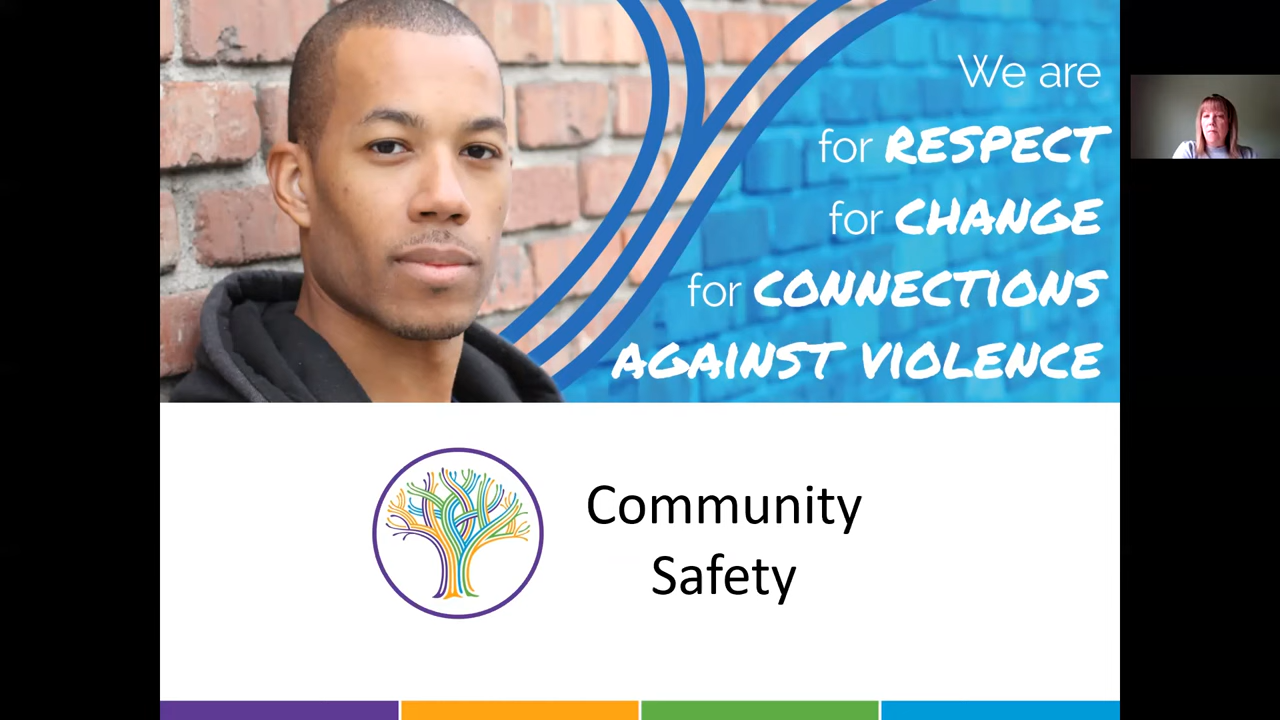 We are
for RESPECT
for CHANGE
for CONNECTIONS
AGAINST VIOLENCE
Community
Safety